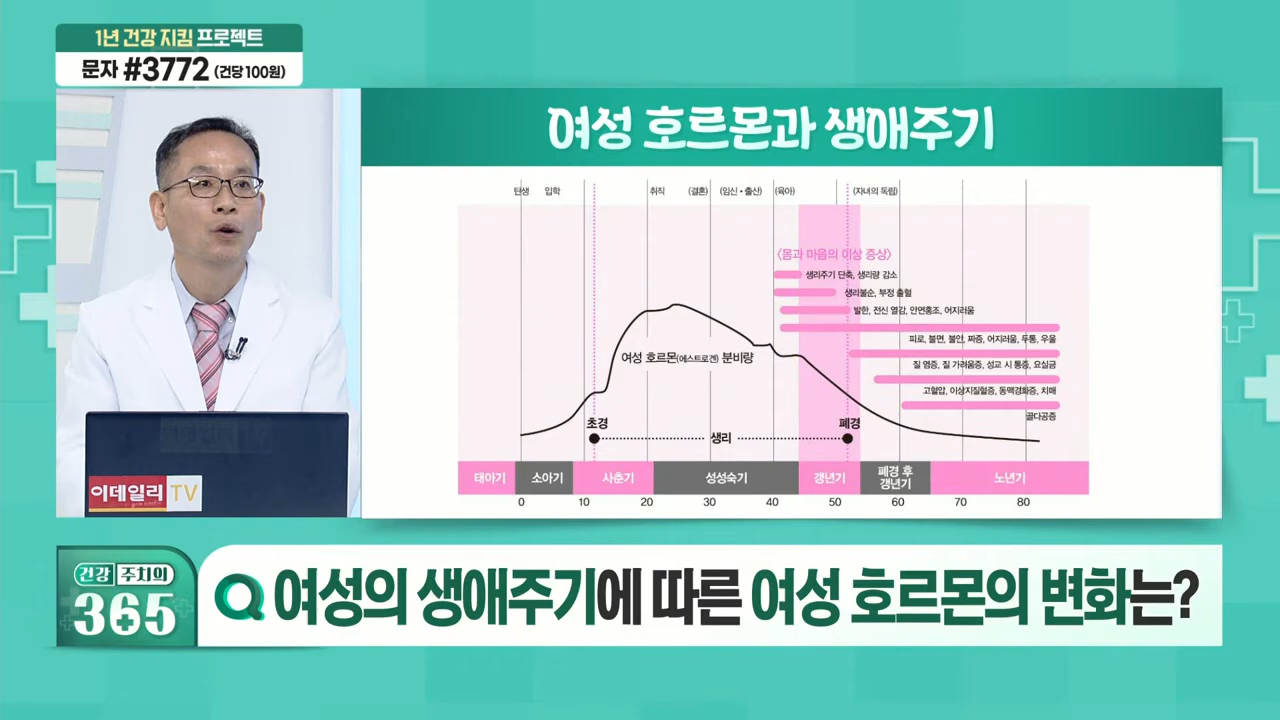 1년 건강 지킴 프로젝트
문자 #3772 (건당 100원)
여성 호르몬과 생애주기
탄생 입학 취직 (결혼) (임신・출산) (육아) (자녀의 독립)
<몸과 마음의 이상 증상>
생리주기 단축, 생리량 감소
생리불순, 부정 출혈
발한, 전신 열감, 안면홍조, 어지러움
피로, 불면, 불안, 짜증, 어지러움, 두통, 우울
여성 호르몬(에스트로겐) 분비량
질 염증, 질 가려움증, 성교 시 통증, 요실금
고혈압, 이상지질혈증, 동맥경화증, 치매
골다공증
초경 생리 폐경
태아기 소아기 사춘기 성성숙기 갱년기 폐경 후 갱년기 노년기
0 10 20 30 40 50 60 70 80
이데일리 TV
건강 주치의
365
Q 여성의 생애주기에 따른 여성 호르몬의 변화는?